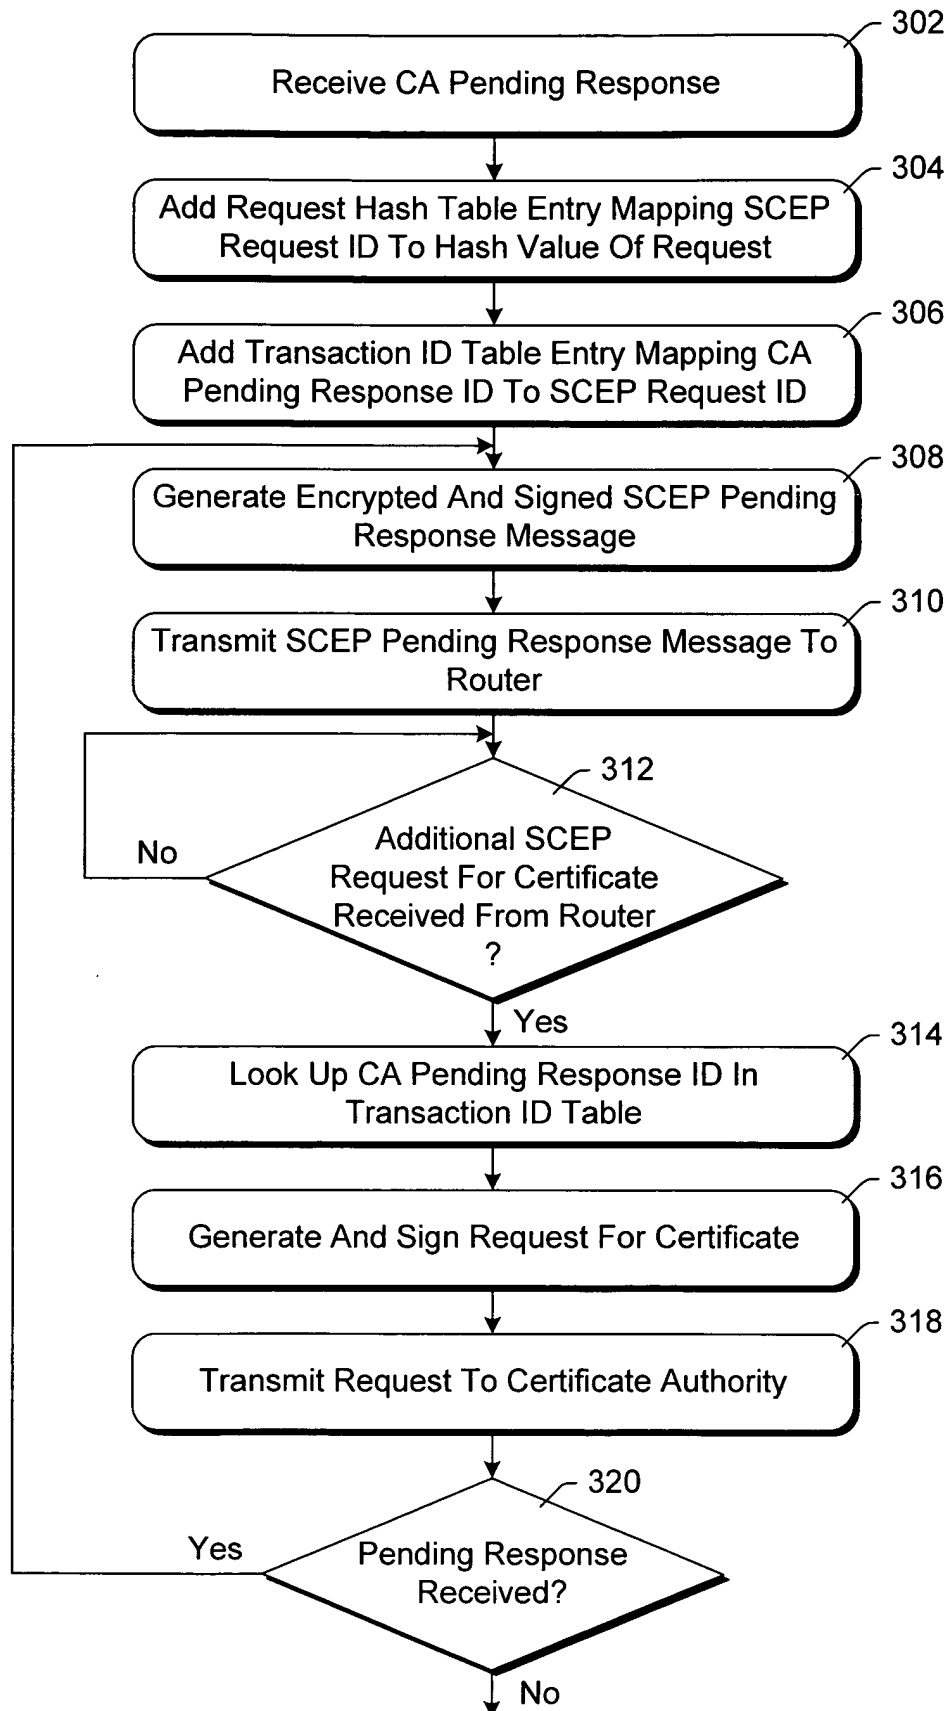 302
Receive CA Pending Response
304
Add Request Hash Table Entry Mapping SCEP
Request ID To Hash Value Of Request
306
Add Transaction ID Table Entry Mapping CA
Pending Response ID To SCEP Request ID
308
Generate Encrypted And Signed SCEP Pending
Response Message
310
Transmit SCEP Pending Response Message To
Router
312
Additional SCEP
Request For Certificate
Received From Router
?
No
Yes
314
Look Up CA Pending Response ID In
Transaction ID Table
316
Generate And Sign Request For Certificate
318
Transmit Request To Certificate Authority
320
Yes
Pending Response
Received?
No